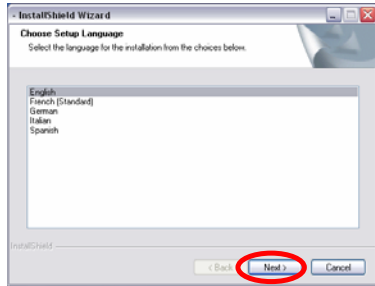 - InstallShield Wizard
Choose Setup Language
Select the language for the installation from the choices below.
English
French (Standard)
German
Italian
Spanish
InstallShield
< Back Next > Cancel